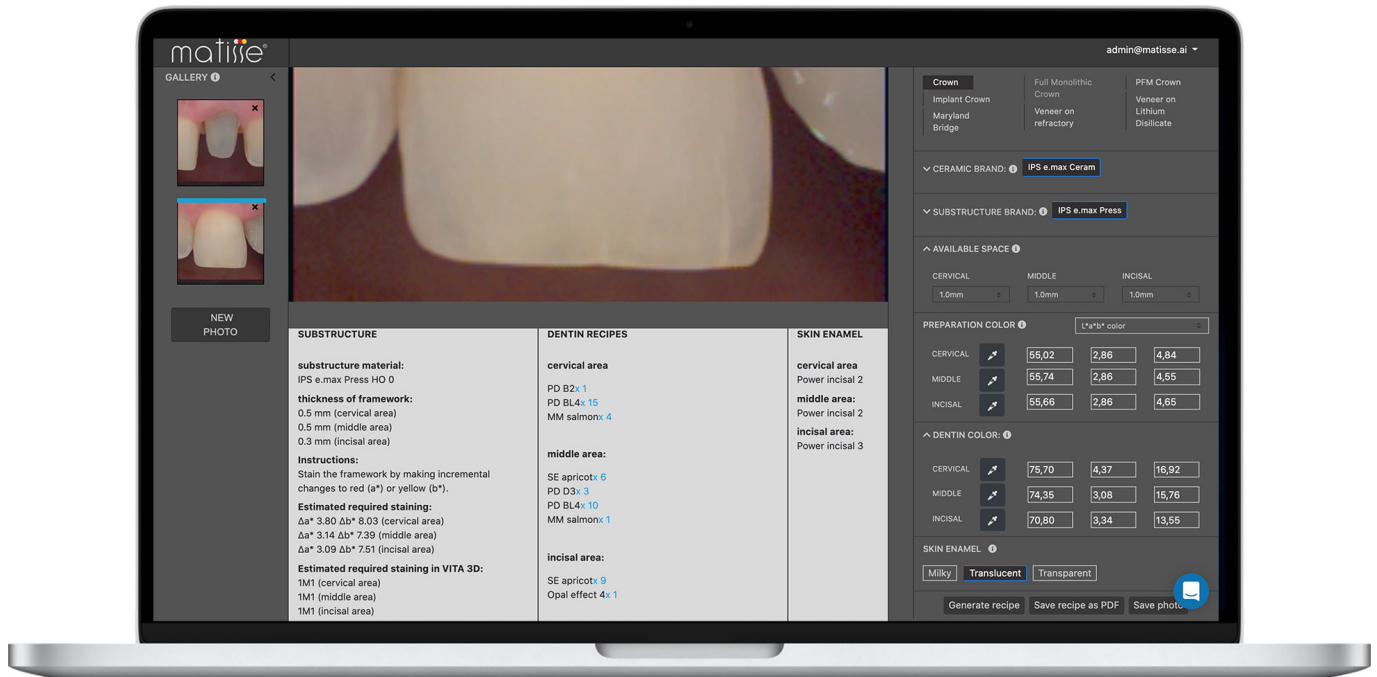 matisse
admin@matisse.ai
GALLERY
NEW
PHOTO
SUBSTRUCTURE
substructure material:
IPS e.max Press HO 0
thickness of framework:
0.5 mm (cervical area)
0.5 mm (middle area)
0.3 mm (incisal area)
Instructions:
Stain the framework by making incremental
changes to red (a*) or yellow (b*).
Estimated required staining:
Δa* 3.80 Δb* 8.03 (cervical area)
Δa* 3.14 Δb* 7.39 (middle area)
Δa* 3.09 Δb* 7.51 (incisal area)
Estimated required staining in VITA 3D:
1M1 (cervical area)
1M1 (middle area)
1M1 (incisal area)
DENTIN RECIPES
cervical area
PD B2x 1
PD BL4x 15
MM salmonx 4
middle area:
SE apricotx 6
PD D3x 3
PD BL4x 10
MM salmonx 1
incisal area:
SE apricotx 9
Opal effect 4x 1
SKIN ENAMEL
cervical area
Power incisal 2
middle area:
Power incisal 2
incisal area:
Power incisal 3
Crown
Implant Crown
Maryland
Bridge
Full Monolithic
Crown
Veneer on
refractory
PFM Crown
Veneer on
Lithium
Disilicate
CERAMIC BRAND: IPS e.max Ceram
SUBSTRUCTURE BRAND: IPS e.max Press
AVAILABLE SPACE
CERVICAL MIDDLE INCISAL
1.0mm 1.0mm 1.0mm
PREPARATION COLOR L*a*b* color
CERVICAL 55,02 2,86 4,84
MIDDLE 55,74 2,86 4,55
INCISAL 55,66 2,86 4,65
DENTIN COLOR:
CERVICAL 75,70 4,37 16,92
MIDDLE 74,35 3,08 15,76
INCISAL 70,80 3,34 13,55
SKIN ENAMEL
Milky Translucent Transparent
Generate recipe Save recipe as PDF Save photo